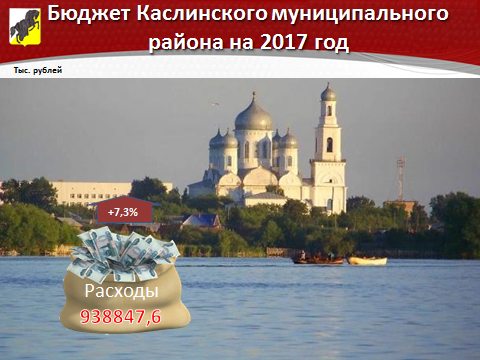 Бюджет Каслинского муниципального
района на 2017 год
Тыс. рублей
+7,3%
Расходы
938847,6